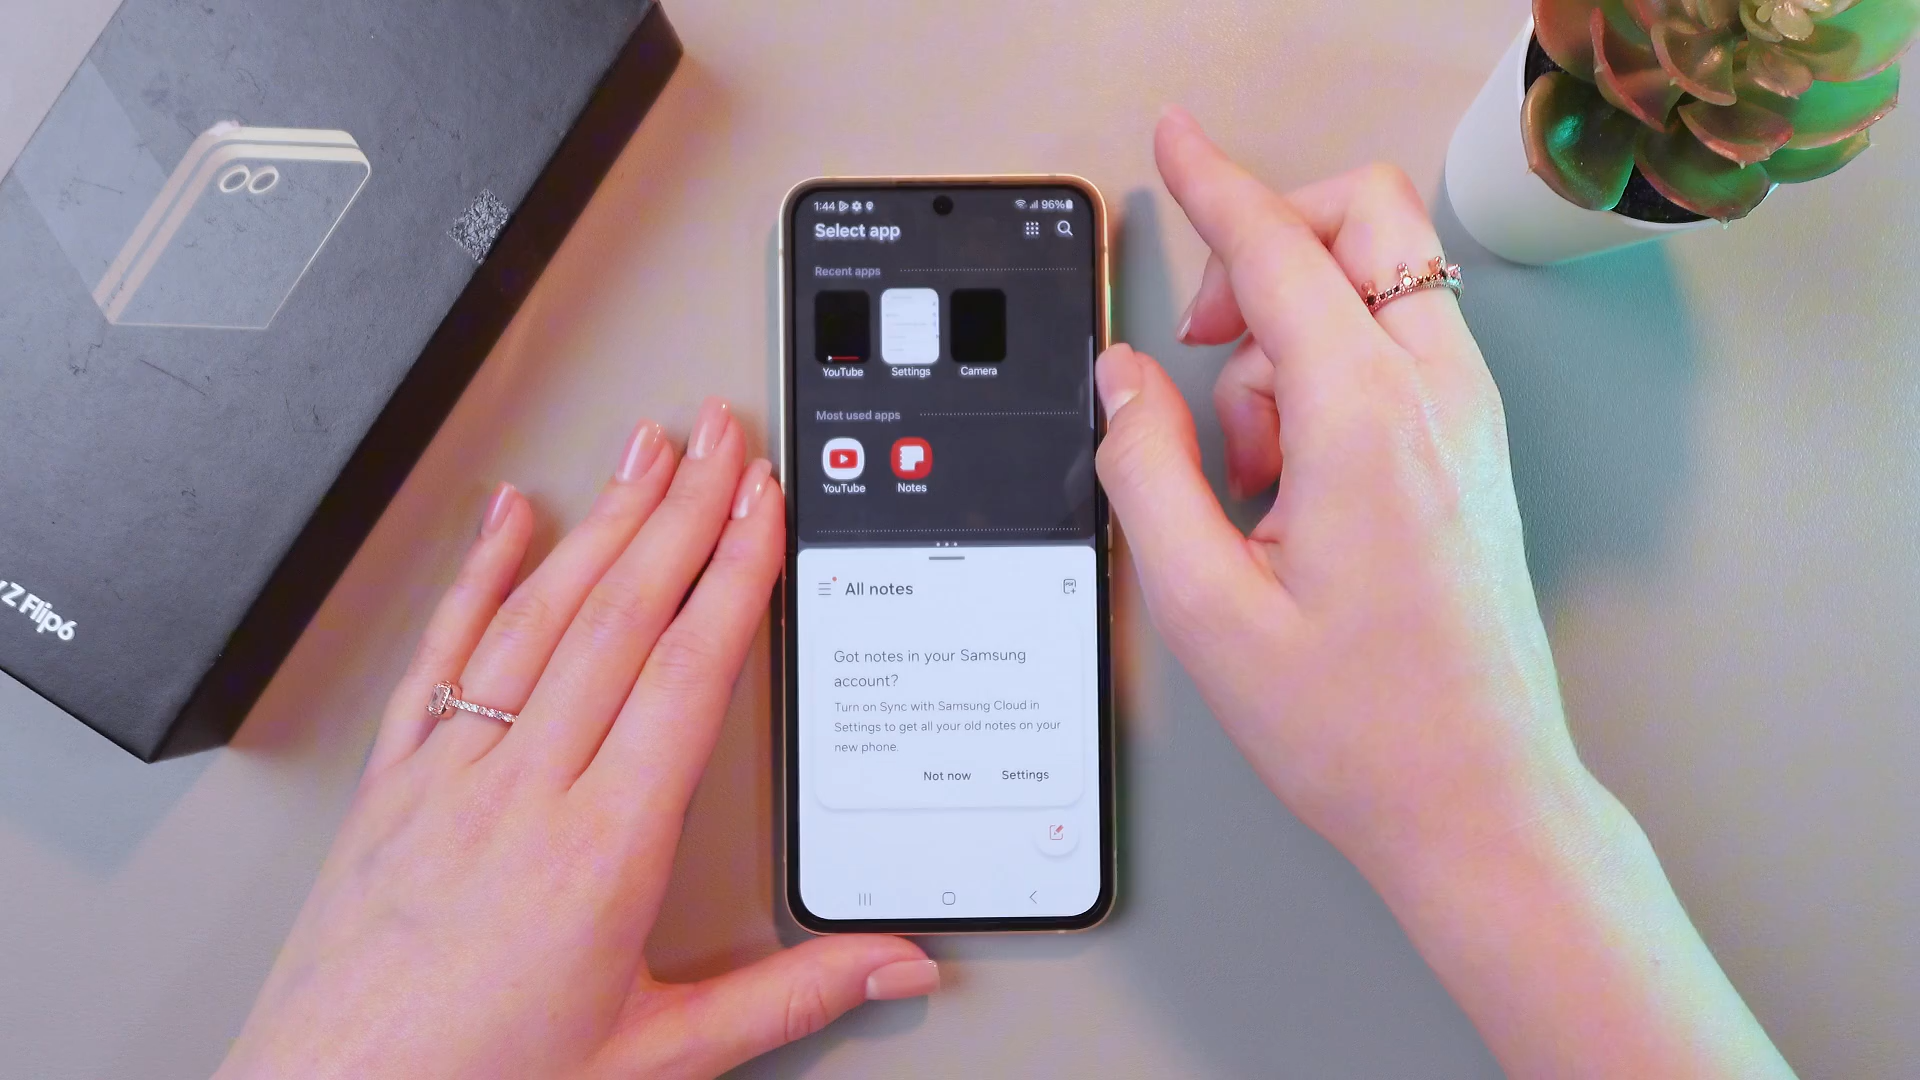 Z Flip6
1:44 96%
Select app
Recent apps
YouTube Settings Camera
Most used apps
YouTube Notes
All notes
Got notes in your Samsung
account?
Turn on Sync with Samsung Cloud in
Settings to get all your old notes on your
new phone.
Not now Settings